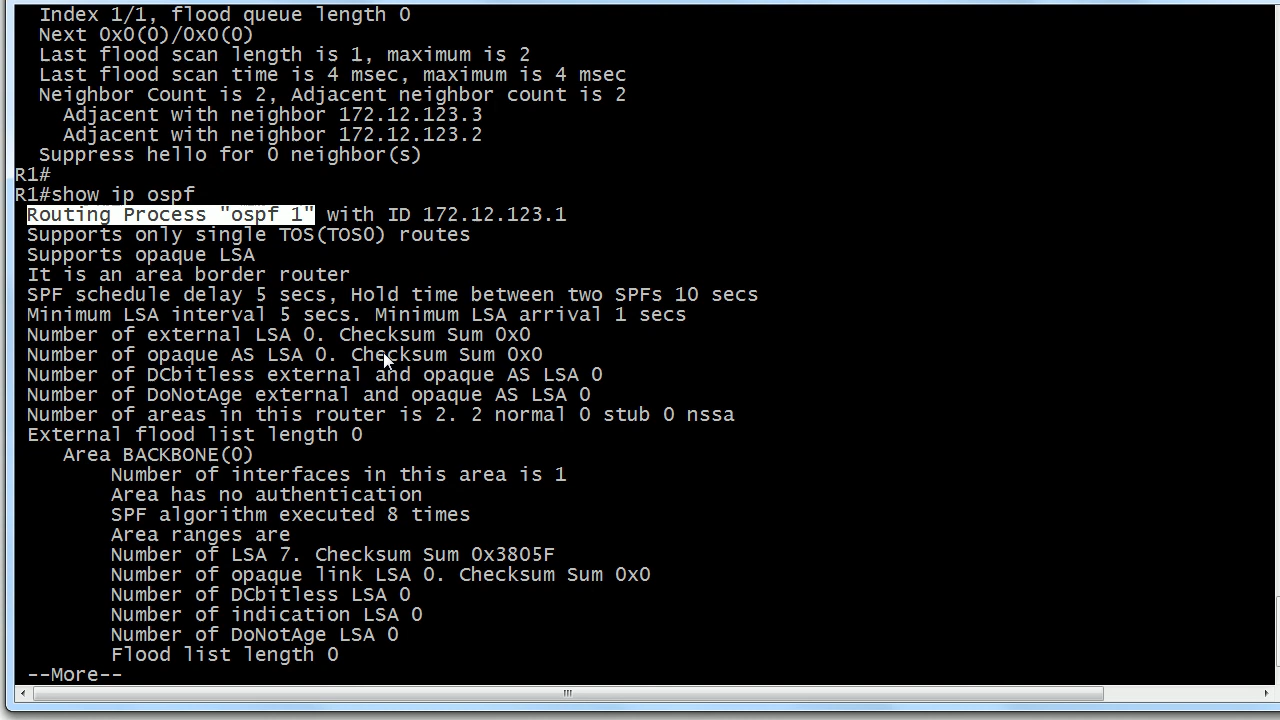 Index 1/1, flood queue length 0
Next 0x0(0)/0x0(0)
Last flood scan length is 1, maximum is 2
Last flood scan time is 4 msec, maximum is 4 msec
Neighbor Count is 2, Adjacent neighbor count is 2
Adjacent with neighbor 172.12.123.3
Adjacent with neighbor 172.12.123.2
Suppress hello for 0 neighbor(s)
R1#
R1#show ip ospf
Routing Process "ospf 1" with ID 172.12.123.1
Supports only single TOS(TOS0) routes
Supports opaque LSA
It is an area border router
SPF schedule delay 5 secs, Hold time between two SPFs 10 secs
Minimum LSA interval 5 secs. Minimum LSA arrival 1 secs
Number of external LSA 0. Checksum Sum 0x0
Number of opaque AS LSA 0. Checksum Sum 0x0
Number of DCbitless external and opaque AS LSA 0
Number of DoNotAge external and opaque AS LSA 0
Number of areas in this router is 2. 2 normal 0 stub 0 nssa
External flood list length 0
Area BACKBONE(0)
Number of interfaces in this area is 1
Area has no authentication
SPF algorithm executed 8 times
Area ranges are
Number of LSA 7. Checksum Sum 0x3805F
Number of opaque link LSA 0. Checksum Sum 0x0
Number of DCbitless LSA 0
Number of indication LSA 0
Number of DoNotAge LSA 0
Flood list length 0
--More--